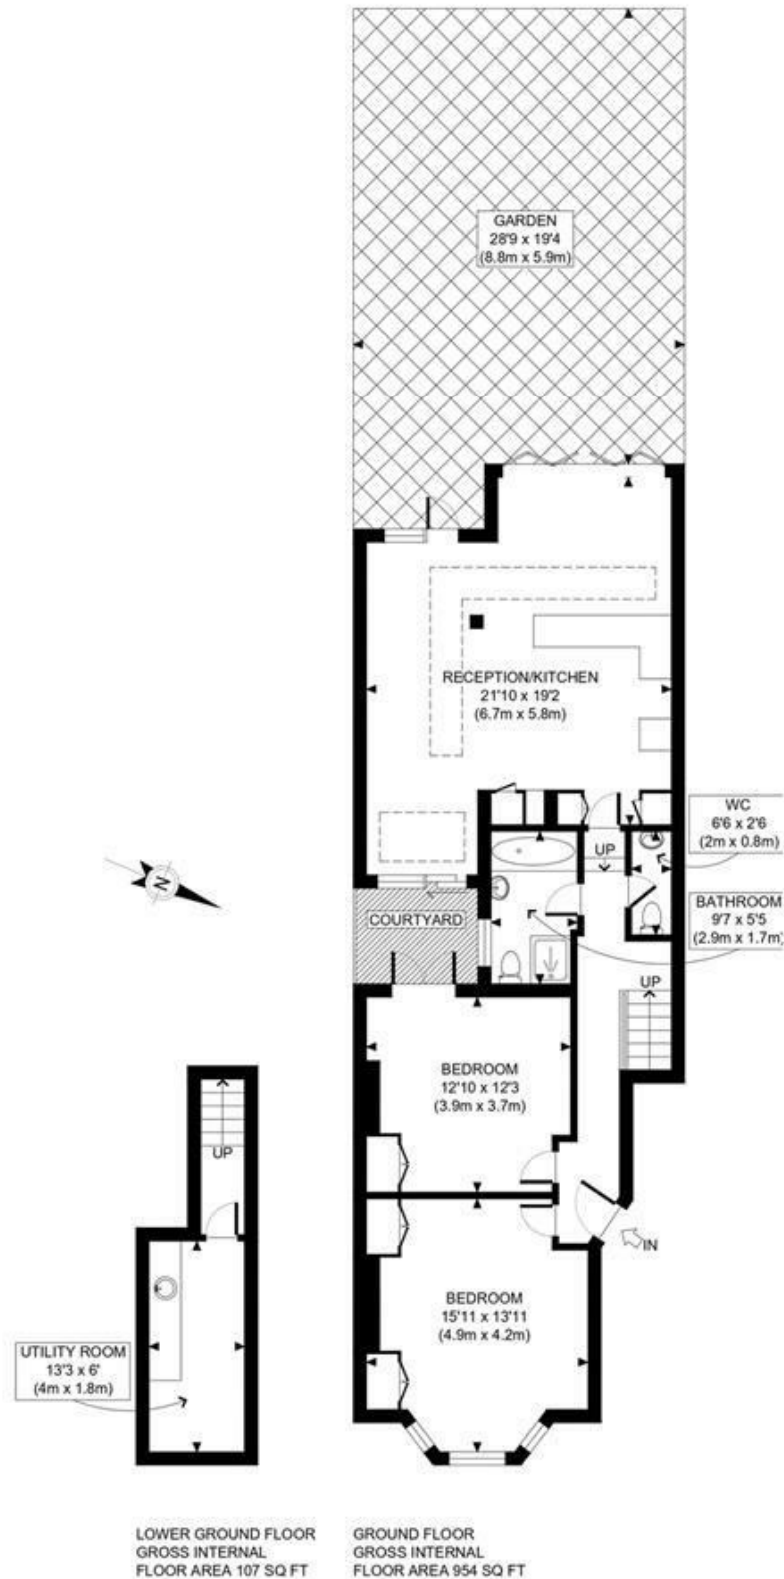 GARDEN
28'9 x 19'4
(8.8m x 5.9m)
RECEPTION/KITCHEN
21'10 x 19'2
(6.7m x 5.8m)
WC
6'6 x 2'6
(2m x 0.8m)
UP
BATHROOM
9'7 x 5'5
(2.9m x 1.7m)
N
COURTYARD
UP
BEDROOM
12'10 x 12'3
(3.9m x 3.7m)
UP
IN
BEDROOM
15'11 x 13'11
(4.9m x 4.2m)
UTILITY ROOM
13'3 x 6'
(4m x 1.8m)
LOWER GROUND FLOOR
GROSS INTERNAL
FLOOR AREA 107 SQ FT
GROUND FLOOR
GROSS INTERNAL
FLOOR AREA 954 SQ FT